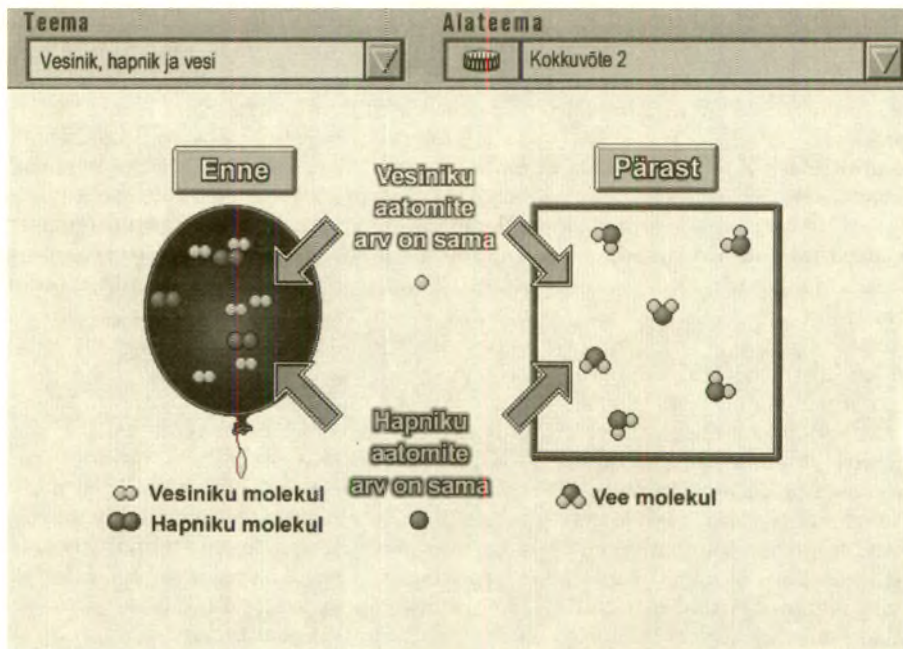 Teema
Alateema
Vesinik, hapnik ja vesi
Kokkuvõte 2
Enne
Pärast
Vesiniku
aatomite
arv on sama
Hapniku
aatomite
arv on sama
Vesiniku molekul
Hapniku molekul
Vee molekul